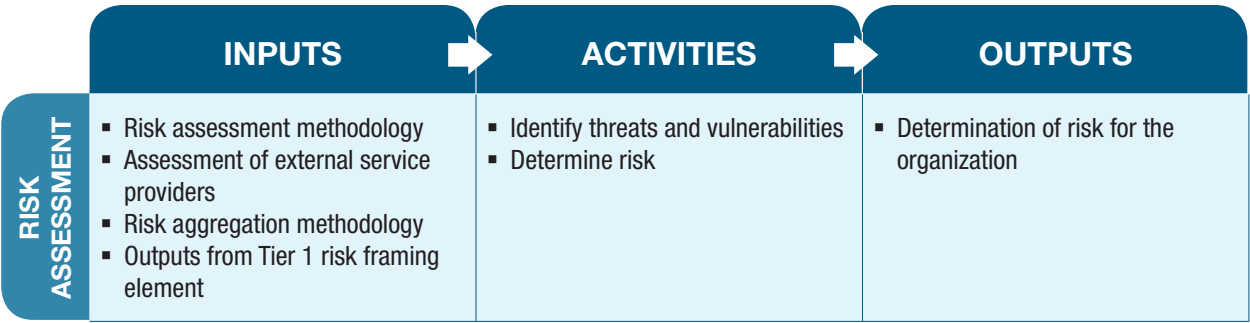 INPUTS
ACTIVITIES
OUTPUTS
RISK
ASSESSMENT
▪ Risk assessment methodology
▪ Assessment of external service
providers
▪ Risk aggregation methodology
▪ Outputs from Tier 1 risk framing
element
▪ Identify threats and vulnerabilities
▪ Determine risk
▪ Determination of risk for the
organization